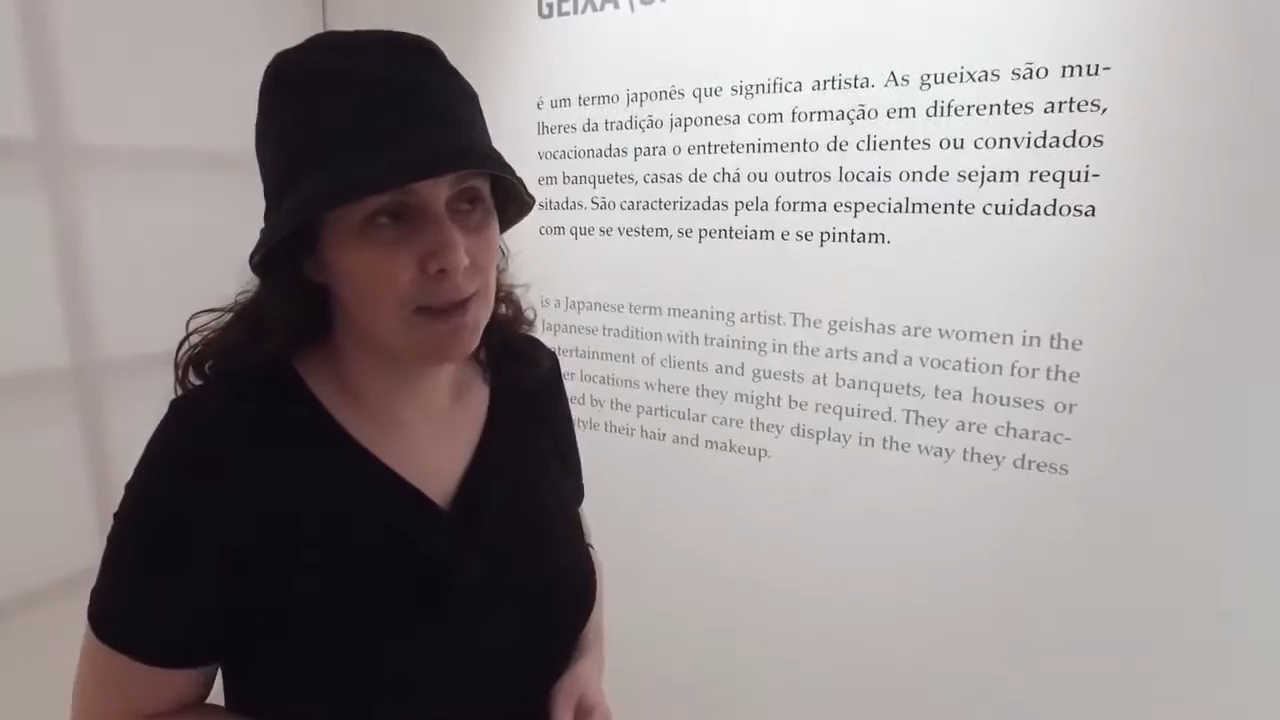 GEIXA
é um termo japonês que significa artista. As gueixas são mu-
lheres da tradição japonesa com formação em diferentes artes,
vocacionadas para o entretenimento de clientes ou convidados
em banquetes, casas de chá ou outros locais onde sejam requi-
sitadas. São caracterizadas pela forma especialmente cuidadosa
com que se vestem, se penteiam e se pintam.
is a Japanese term meaning artist. The geishas are women in the
Japanese tradition with training in the arts and a vocation for the
of clients and guests at banquets, tea houses or
locations where they might be required. They are charac-
by the particular care they display in the way they dress
their hair and makeup.